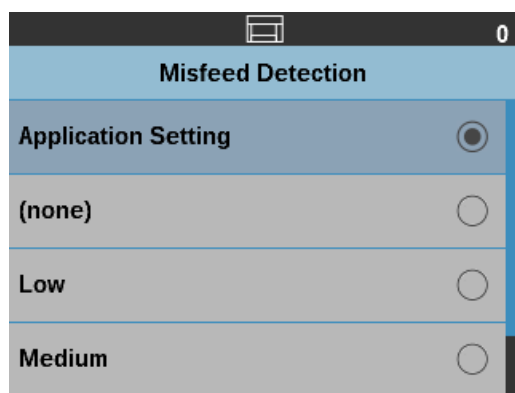 0
Misfeed Detection
Application Setting
(none)
Low
Medium